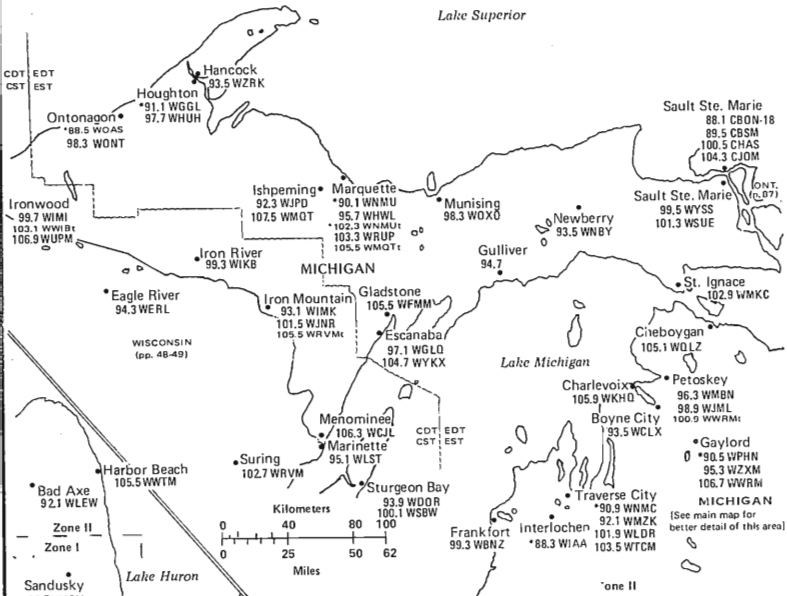 Lake Superior
CDT EDT
CST EST
Hancock
93.5 WZRK
Houghton
*91.1 WGGL
97.7 WHUH
Ontonagon
*88.5 WOAS
98.3 WONT
Sault Ste. Marie
88.1 CBON-18
89.5 CBSM
100.5 CHAS
104.3 CJOM
ONT.
(p. 87)
Sault Ste. Marie
99.5 WYSS
101.3 WSUE
Ishpeming
92.3 WJPD
107.5 WMQT
Marquette
*90.1 WNMU
95.7 WHWL
*102.3 WNMUt
103.3 WRUP
105.5 WMQTt
Munising
98.3 WQXO
Newberry
93.5 WNBY
Ironwood
99.7 WIMI
103.1 WWIBt
106.9 WUPM
Iron River
99.3 WIKB
MICHIGAN
Gulliver
94.7
St. Ignace
102.9 WMKC
Eagle River
94.3 WERL
Iron Mountain
93.1 WIMK
101.5 WJNR
105.5 WRVMt
Gladstone
105.5 WFMM
Escanaba
97.1 WGLQ
104.7 WYKX
Cheboygan
105.1 WQLZ
WISCONSIN
(pp. 48-49)
Lake Michigan
Charlevoix
105.9 WKHQ
Petoskey
96.3 WMBN
98.9 WJML
100.9 WWRMt
Boyne City
93.5 WCLX
Menominee
106.3 WCJL
Marinette
95.1 WLST
CDT EDT
CST EST
Gaylord
*90.5 WPHN
95.3 WZXM
106.7 WWRM
Suring
102.7 WRVM
Harbor Beach
105.5 WWTM
Bad Axe
92.1 WLEW
Sturgeon Bay
93.9 WDOR
100.1 WSBW
Traverse City
*90.9 WNMC
92.1 WMZK
101.9 WLDR
103.5 WTCM
MICHIGAN
[See main map for
better detail of this area]
Interlochen
*88.3 WIAA
Frankfort
99.3 WBNZ
Kilometers
0 40 80 100
0 25 50 62
Miles
Zone II
Zone I
Lake Huron
Sandusky
one II